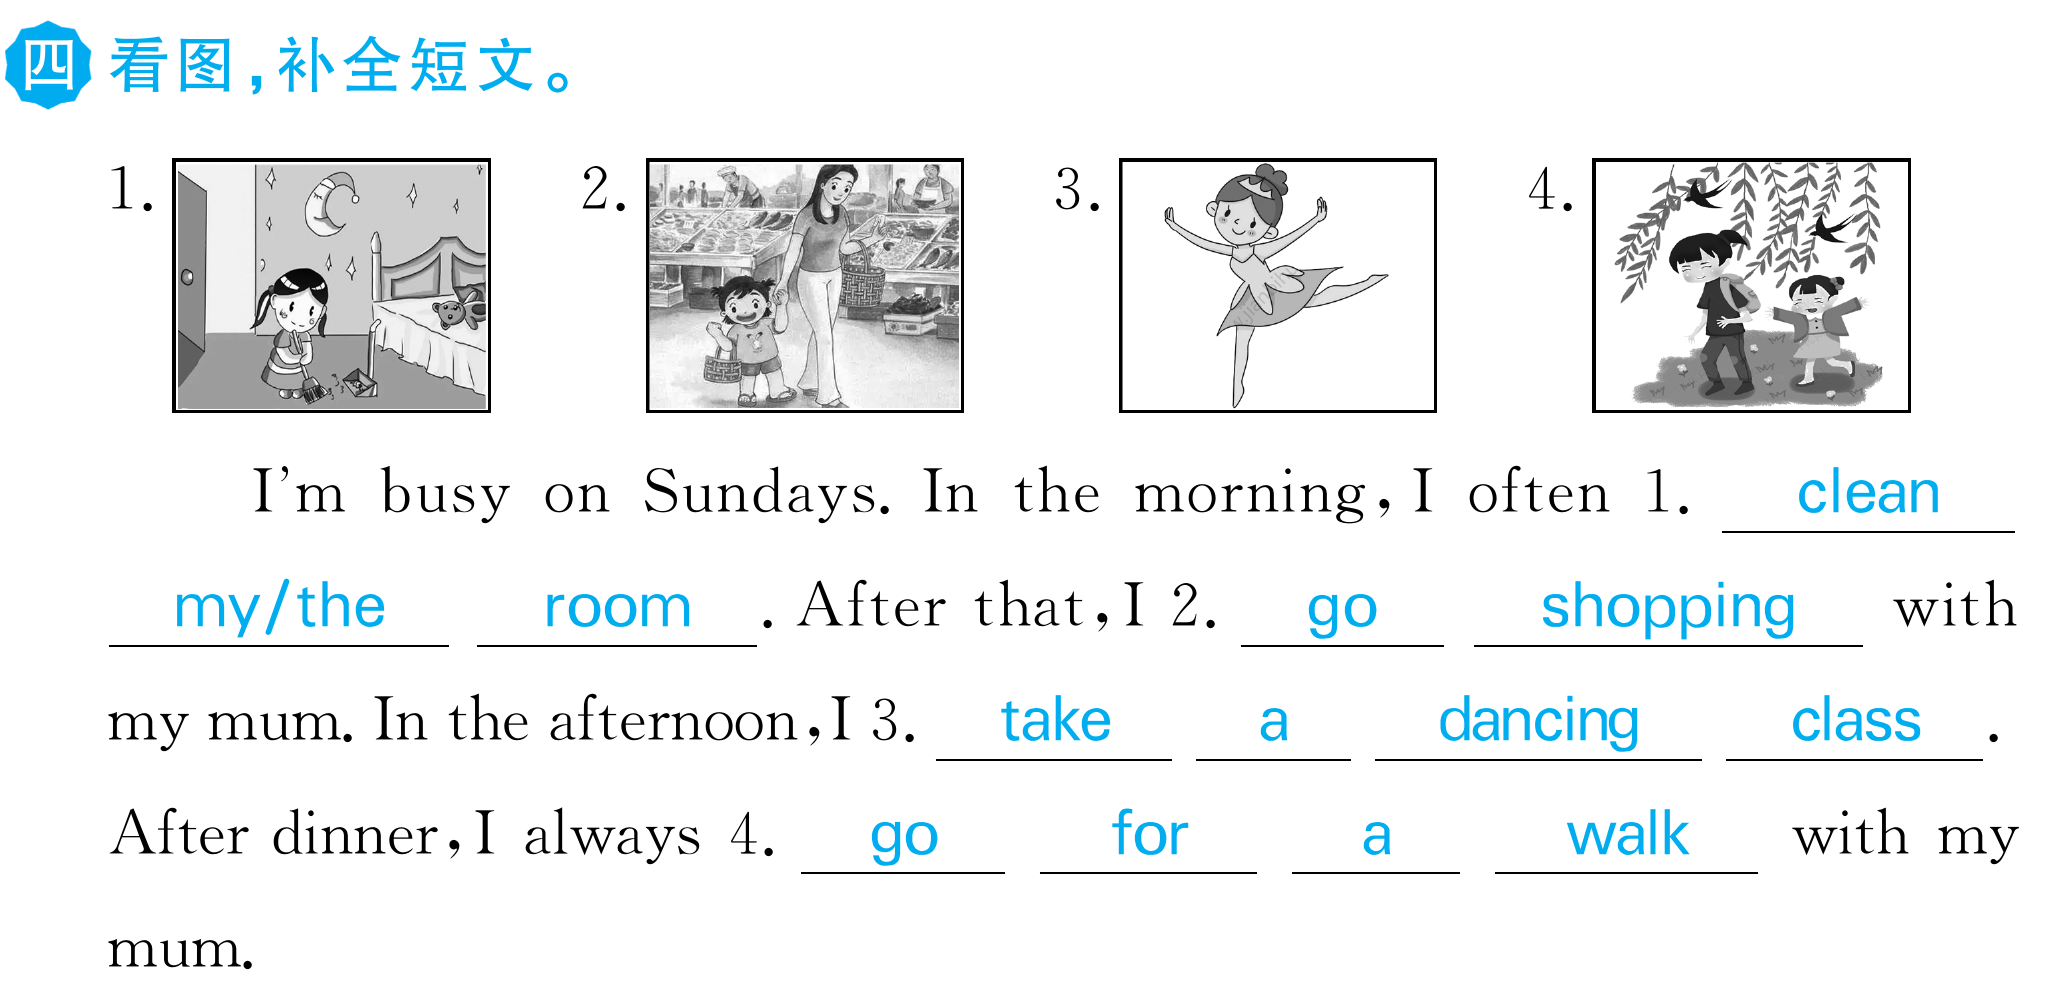 四 看图,补全短文。
1. 2. 3. 4.
I'm busy on Sundays. In the morning, I often 1. clean
my/the room. After that, I 2. go shopping with
my mum. In the afternoon, I 3. take a dancing class.
After dinner, I always 4. go for a walk with my
mum.